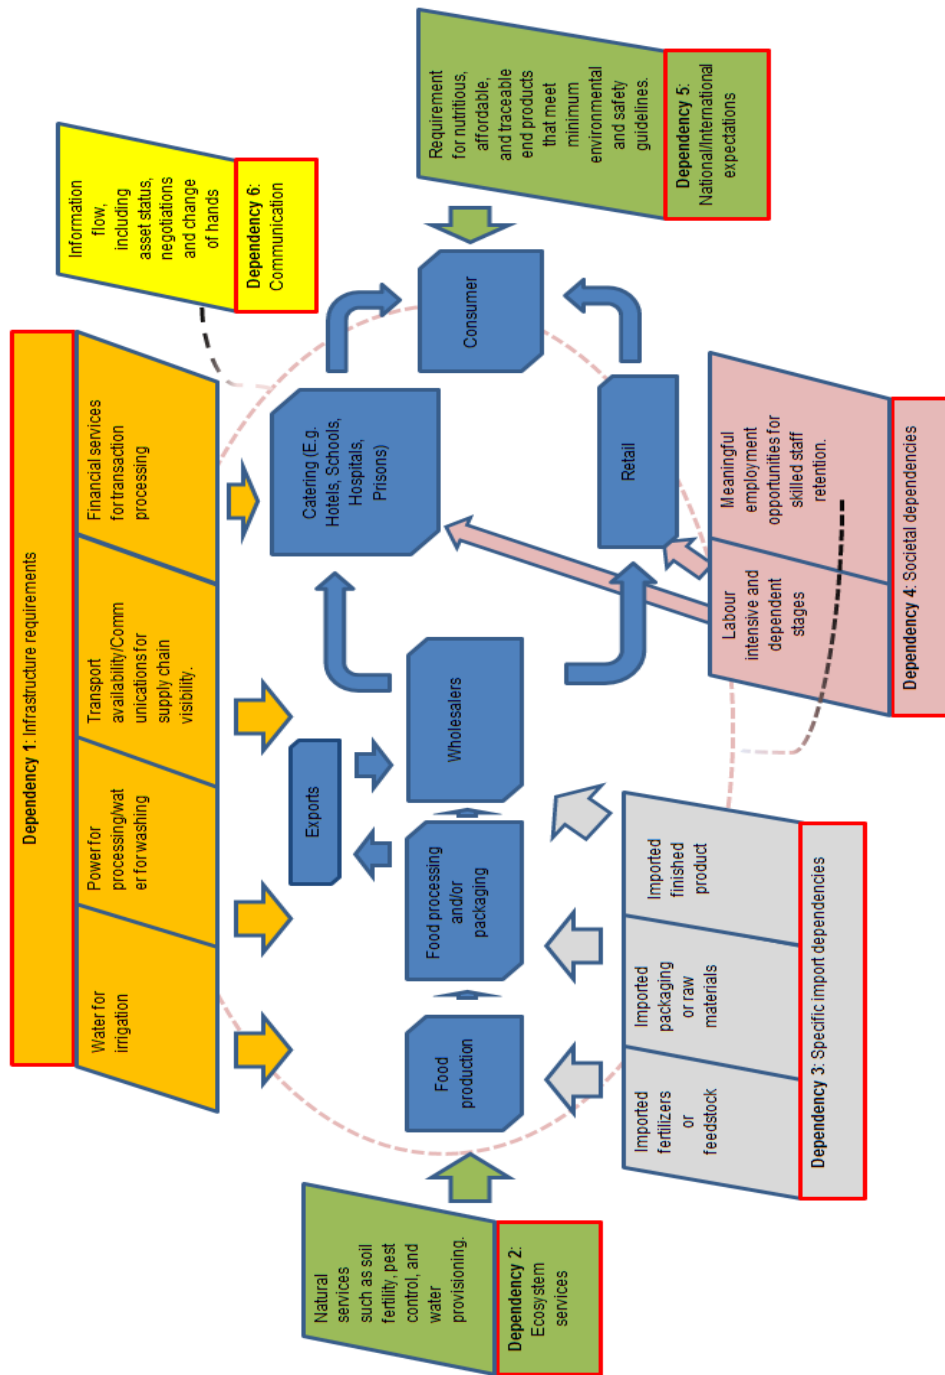 Dependency 1: Infrastructure requirements
Water for
irrigation
Power for
processing/wat
er for washing
Transport
availability/Comm
unications for
supply chain
visibility.
Financial services
for transaction
processing
Information
flow,
including
asset status,
negotiations
and change
of hands
Dependency 6:
Communication
Natural
services
such as soil
fertility, pest
control, and
water
provisioning.
Dependency 2:
Ecosystem
services
Food
production
Food processing
and/or
packaging
Exports
Wholesalers
Catering (E.g.
Hotels, Schools,
Hospitals,
Prisons)
Retail
Consumer
Requirement
for nutritious,
affordable,
and traceable
end products
that meet
minimum
environmental
and safety
guidelines.
Dependency 5:
National/International
expectations
Imported
fertilizers
or
feedstock
Imported
packaging
or raw
materials
Imported
finished
product
Dependency 3: Specific import dependencies
Labour
intensive and
dependent
stages
Meaningful
employment
opportunities for
skilled staff
retention.
Dependency 4: Societal dependencies